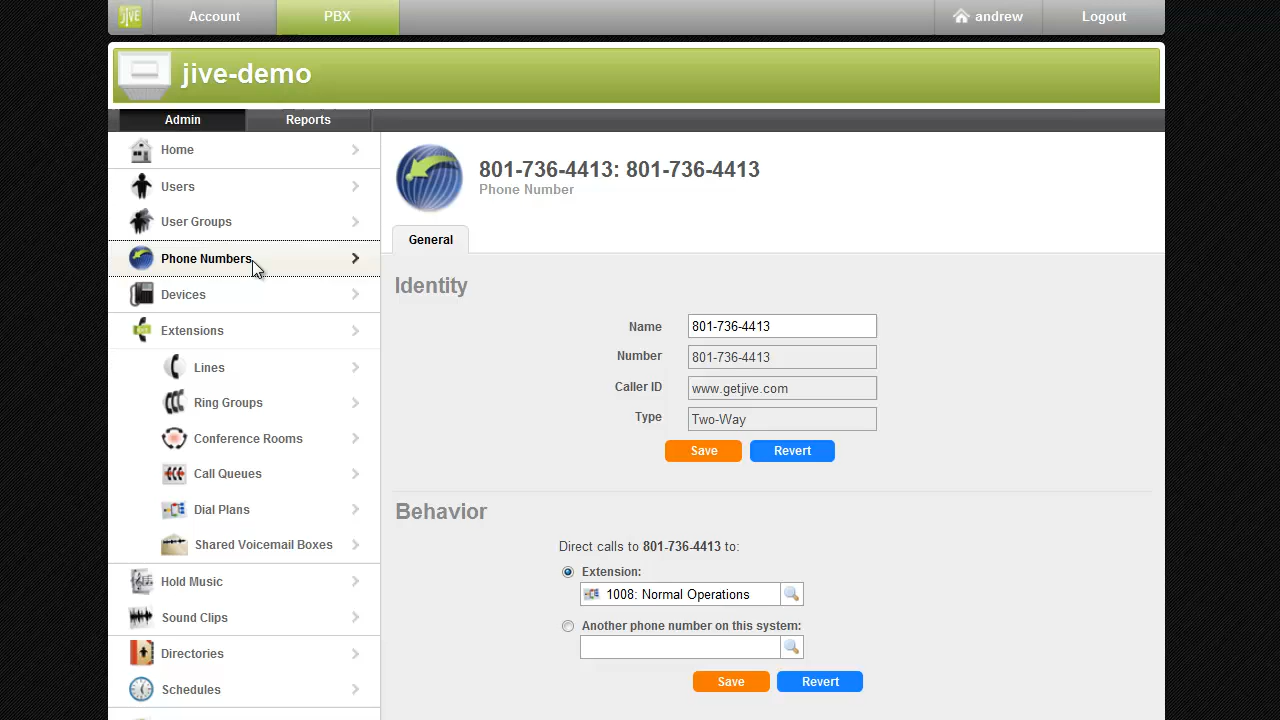 jive Account PBX andrew Logout
jive-demo
Admin Reports
Home
Users
User Groups
Phone Numbers
Devices
Extensions
Lines
Ring Groups
Conference Rooms
Call Queues
Dial Plans
Shared Voicemail Boxes
Hold Music
Sound Clips
Directories
Schedules
801-736-4413: 801-736-4413
Phone Number
General
Identity
Name 801-736-4413
Number 801-736-4413
Caller ID www.getjive.com
Type Two-Way
Save Revert
Behavior
Direct calls to 801-736-4413 to:
Extension:
1008: Normal Operations
Another phone number on this system:
Save Revert